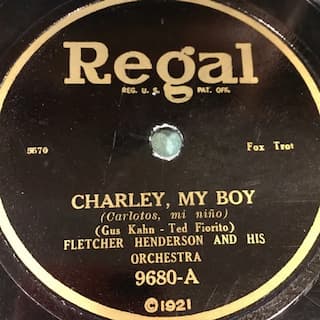 Regal
REG. U. S. PAT. OFF.
5570 Fox Trot
CHARLEY, MY BOY
(Carlotos, mi niño)
(Gus Kahn - Ted Fiorito)
FLETCHER HENDERSON AND HIS
ORCHESTRA
9680-A
©1921